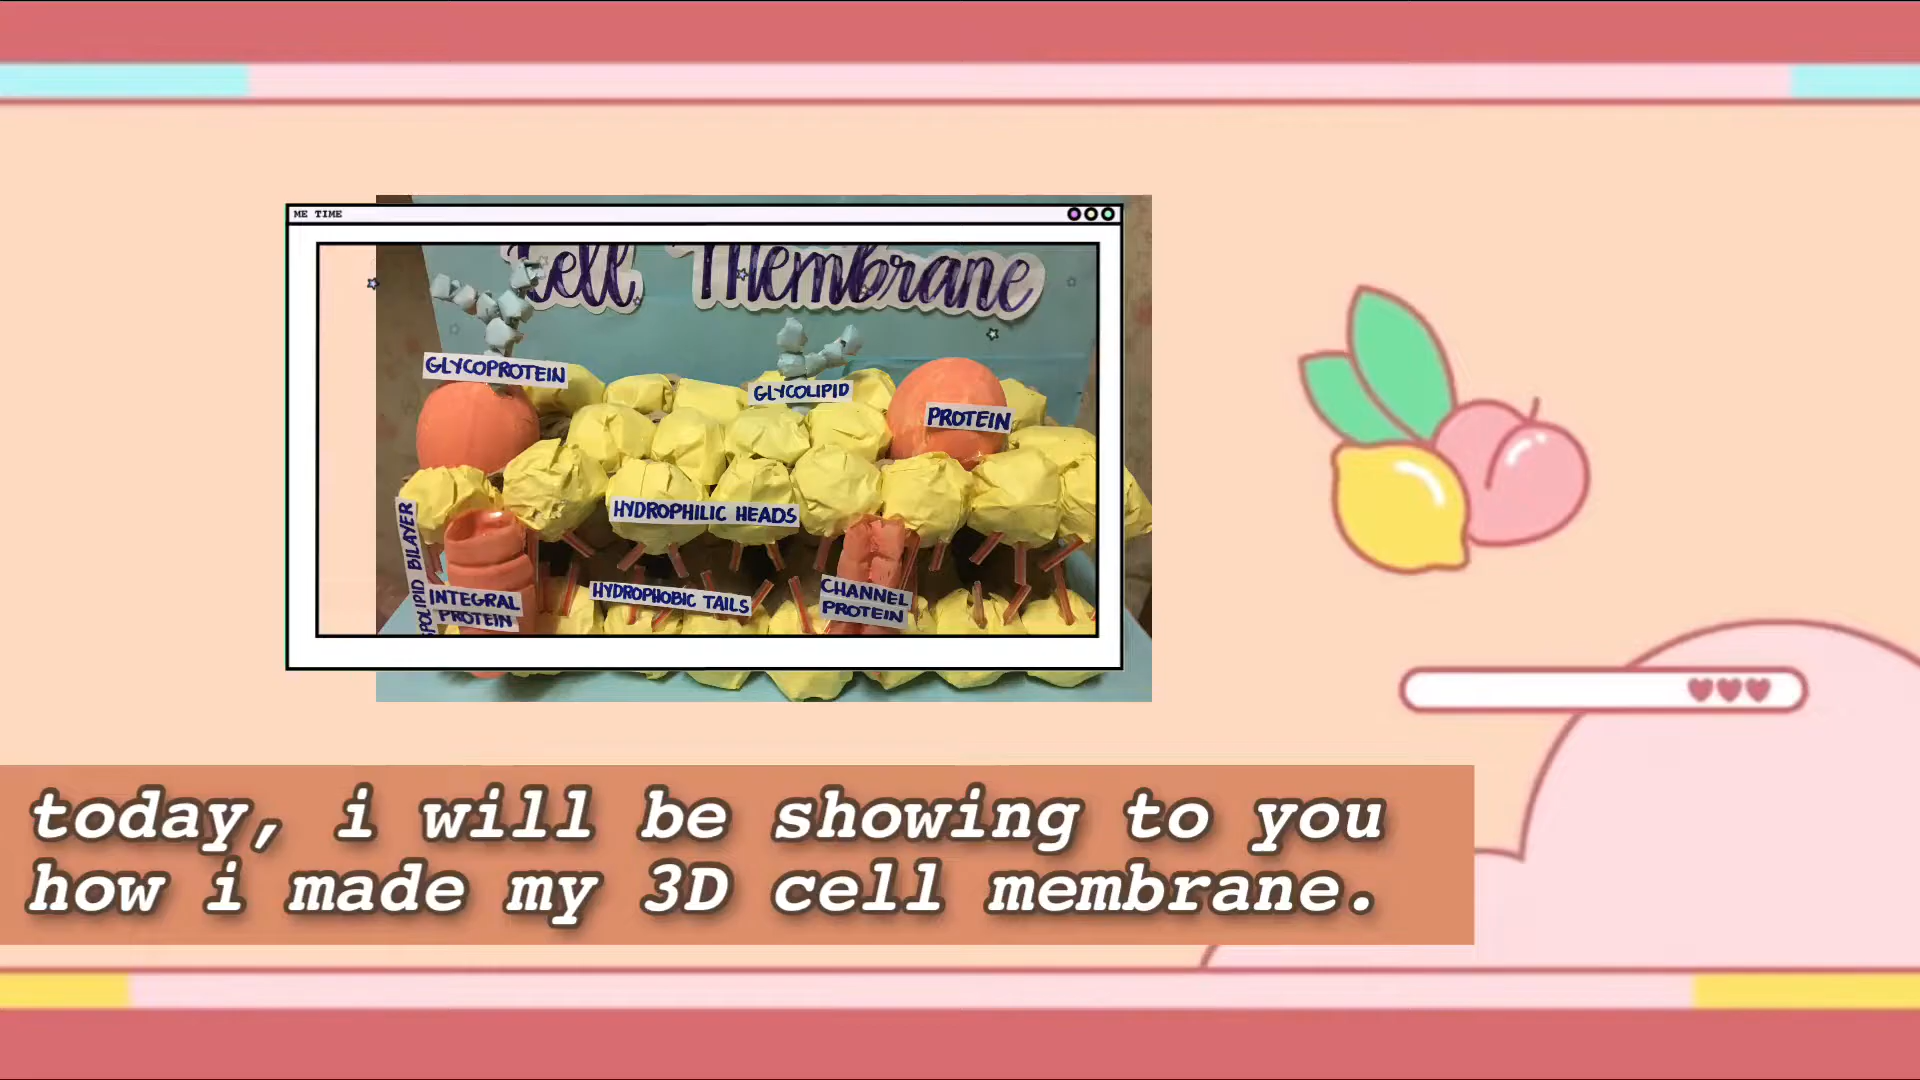 ME TIME
Cell Membrane
GLYCOPROTEIN
GLYCOLIPID
PROTEIN
HYDROPHILIC HEADS
BILAYER
INTEGRAL
PROTEIN
HYDROPHOBIC TAILS
CHANNEL
PROTEIN
today, i will be showing to you
how i made my 3D cell membrane.